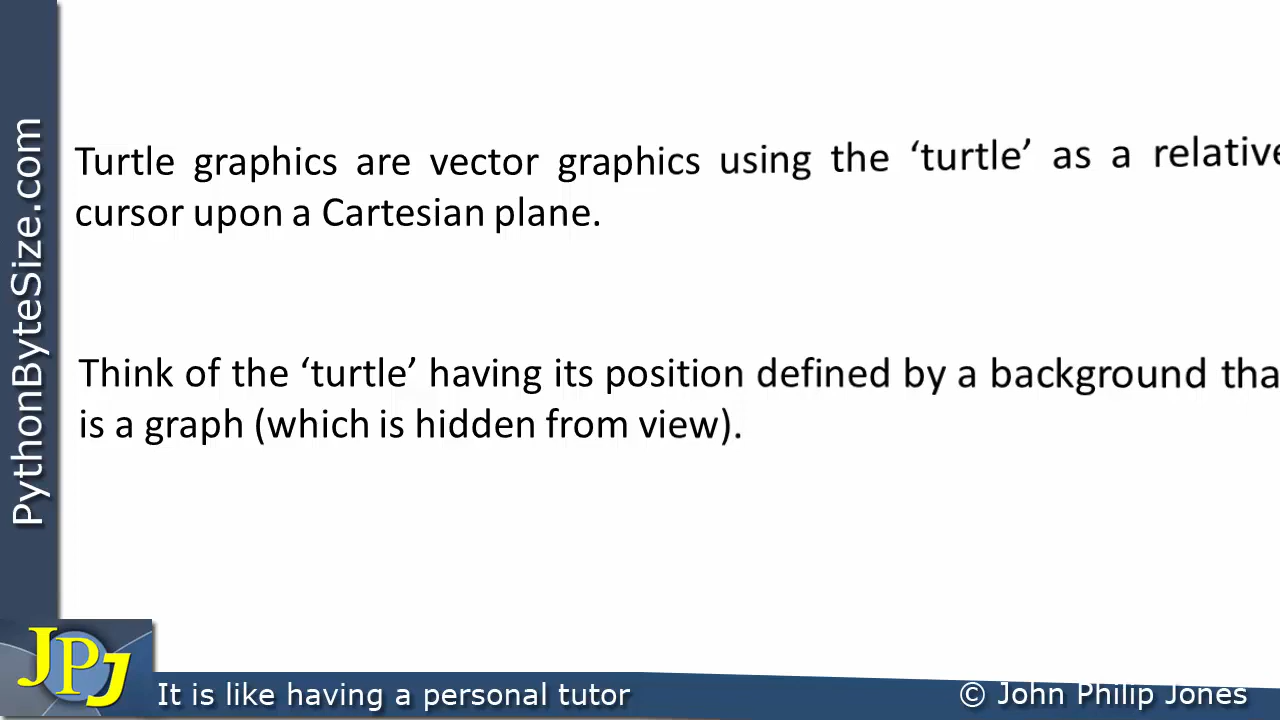 PythonByteSize.com
Turtle graphics are vector graphics using the ‘turtle’ as a relative
cursor upon a Cartesian plane.
Think of the ‘turtle’ having its position defined by a background tha
is a graph (which is hidden from view).
JPJ
It is like having a personal tutor
© John Philip Jones